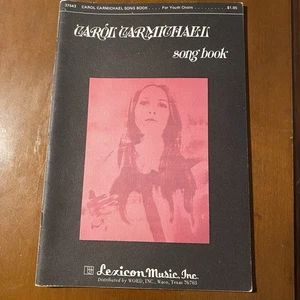 37643 CAROL CARMICHAEL SONG BOOK . . . . For Youth Choirs . . . . . . . . . . $1.95
CAROL CARMICHAEL
song book
Lexicon Music, Inc.
Distributed by WORD, INC., Waco, Texas 76703